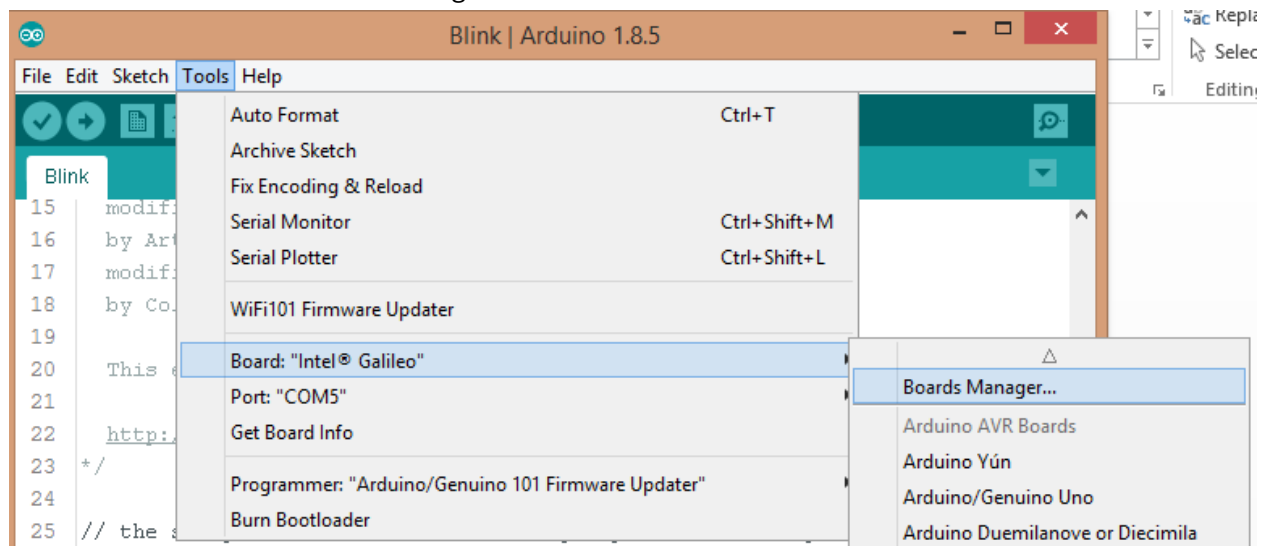 Blink | Arduino 1.8.5
Selec
File Edit Sketch Tools Help
Auto Format Ctrl+T
Archive Sketch
Blink
Fix Encoding & Reload
15 modif
Serial Monitor Ctrl+Shift+M
16 by Art
Serial Plotter Ctrl+Shift+L
17 modif
18 by Co
WiFi101 Firmware Updater
19
20 This
Board: "Intel® Galileo"
Boards Manager...
21
Port: "COM5"
22 http:
Get Board Info
Arduino AVR Boards
23 */
Arduino Yún
24
Programmer: "Arduino/Genuino 101 Firmware Updater"
Arduino/Genuino Uno
25 // the s
Burn Bootloader
Arduino Duemilanove or Diecimila